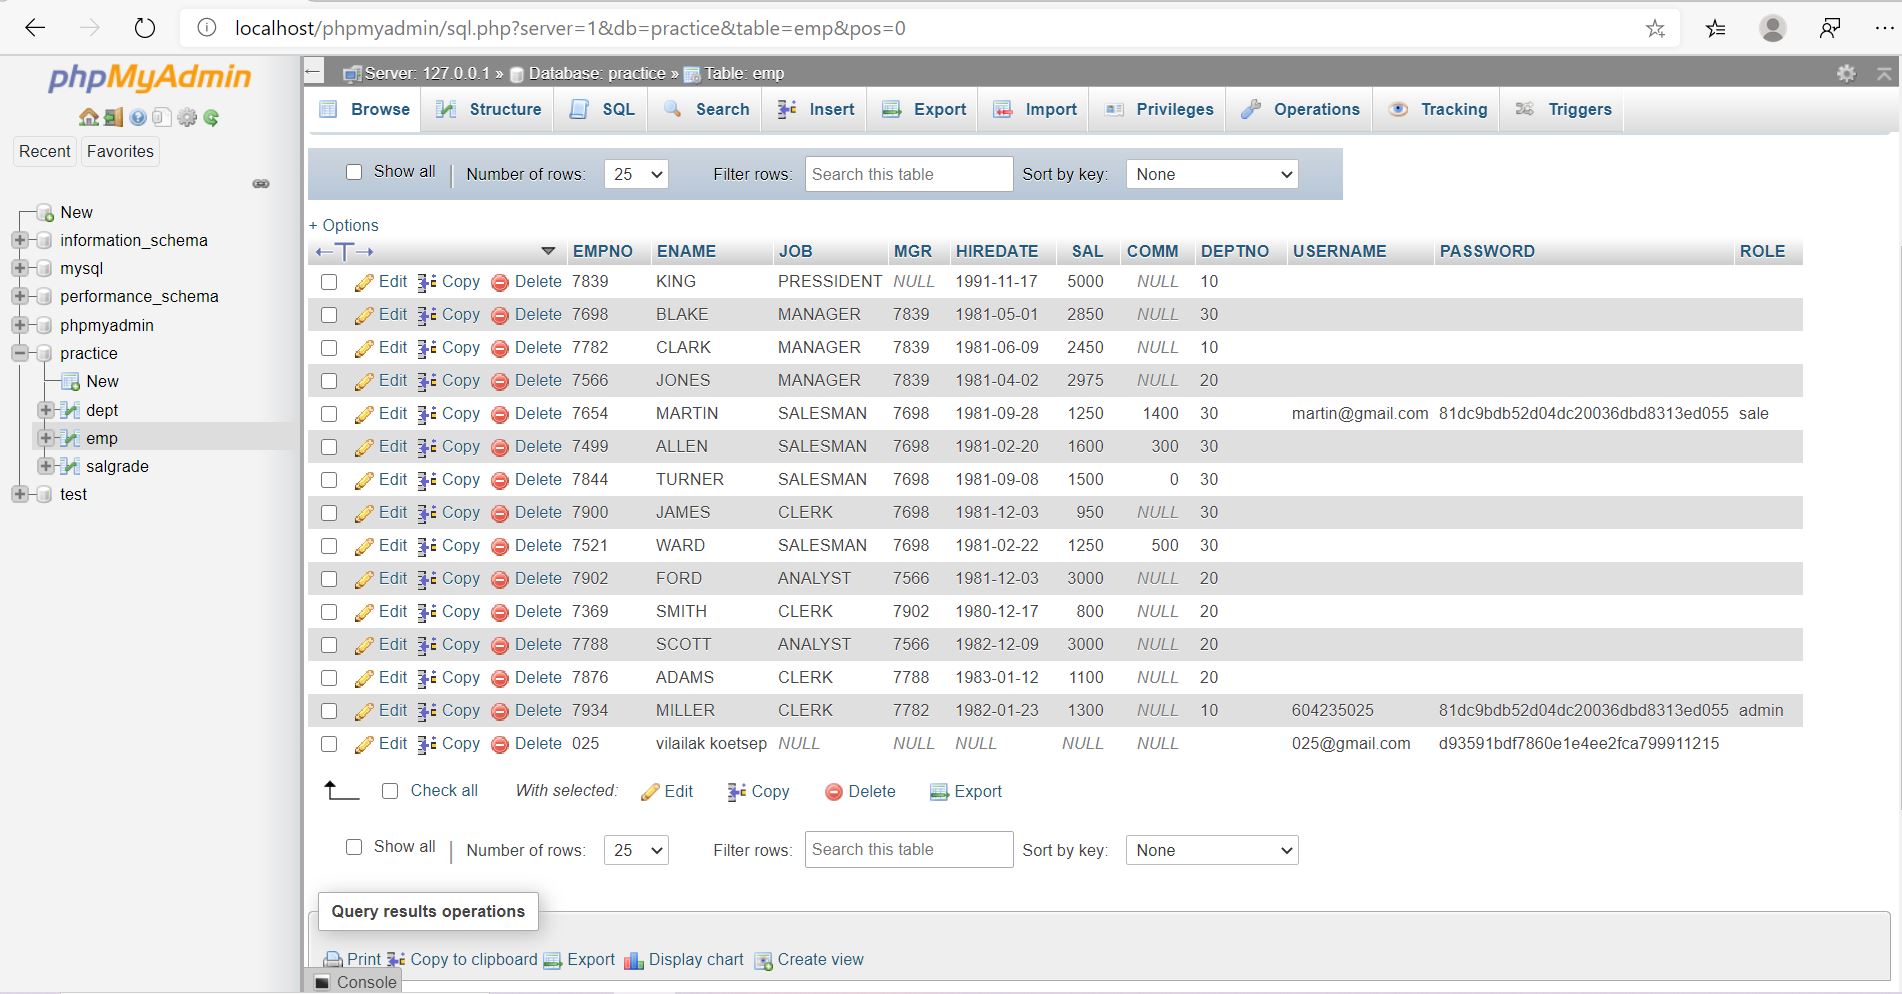 localhost/phpmyadmin/sql.php?server=1&db=practice&table=emp&pos=0
phpMyAdmin
Recent Favorites
New
information_schema
mysql
performance_schema
phpmyadmin
practice
New
dept
emp
salgrade
test
Server: 127.0.0.1 » Database: practice » Table: emp
Browse Structure SQL Search Insert Export Import Privileges Operations Tracking Triggers
Show all | Number of rows: 25 Filter rows: Search this table Sort by key: None
+ Options
←T→ EMPNO ENAME JOB MGR HIREDATE SAL COMM DEPTNO USERNAME PASSWORD ROLE
Edit Copy Delete 7839 KING PRESSIDENT NULL 1991-11-17 5000 NULL 10
Edit Copy Delete 7698 BLAKE MANAGER 7839 1981-05-01 2850 NULL 30
Edit Copy Delete 7782 CLARK MANAGER 7839 1981-06-09 2450 NULL 10
Edit Copy Delete 7566 JONES MANAGER 7839 1981-04-02 2975 NULL 20
Edit Copy Delete 7654 MARTIN SALESMAN 7698 1981-09-28 1250 1400 30 martin@gmail.com 81dc9bdb52d04dc20036dbd8313ed055 sale
Edit Copy Delete 7499 ALLEN SALESMAN 7698 1981-02-20 1600 300 30
Edit Copy Delete 7844 TURNER SALESMAN 7698 1981-09-08 1500 0 30
Edit Copy Delete 7900 JAMES CLERK 7698 1981-12-03 950 NULL 30
Edit Copy Delete 7521 WARD SALESMAN 7698 1981-02-22 1250 500 30
Edit Copy Delete 7902 FORD ANALYST 7566 1981-12-03 3000 NULL 20
Edit Copy Delete 7369 SMITH CLERK 7902 1980-12-17 800 NULL 20
Edit Copy Delete 7788 SCOTT ANALYST 7566 1982-12-09 3000 NULL 20
Edit Copy Delete 7876 ADAMS CLERK 7788 1983-01-12 1100 NULL 20
Edit Copy Delete 7934 MILLER CLERK 7782 1982-01-23 1300 NULL 10 604235025 81dc9bdb52d04dc20036dbd8313ed055 admin
Edit Copy Delete 025 vilailak koetsep NULL NULL NULL NULL NULL 025@gmail.com d93591bdf7860e1e4ee2fca799911215
Check all With selected: Edit Copy Delete Export
Show all | Number of rows: 25 Filter rows: Search this table Sort by key: None
Query results operations
Print Copy to clipboard Export Display chart Create view
Console